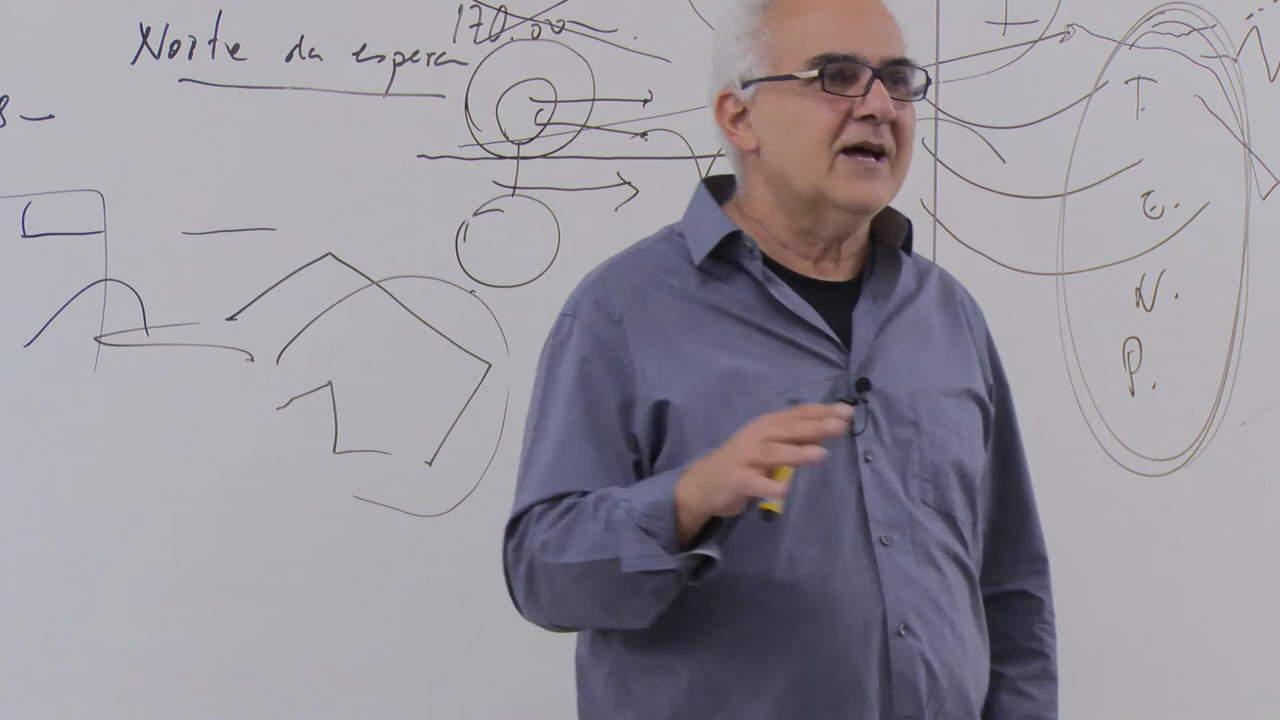 Noite da espera
170.00
T.
E.
N.
P.